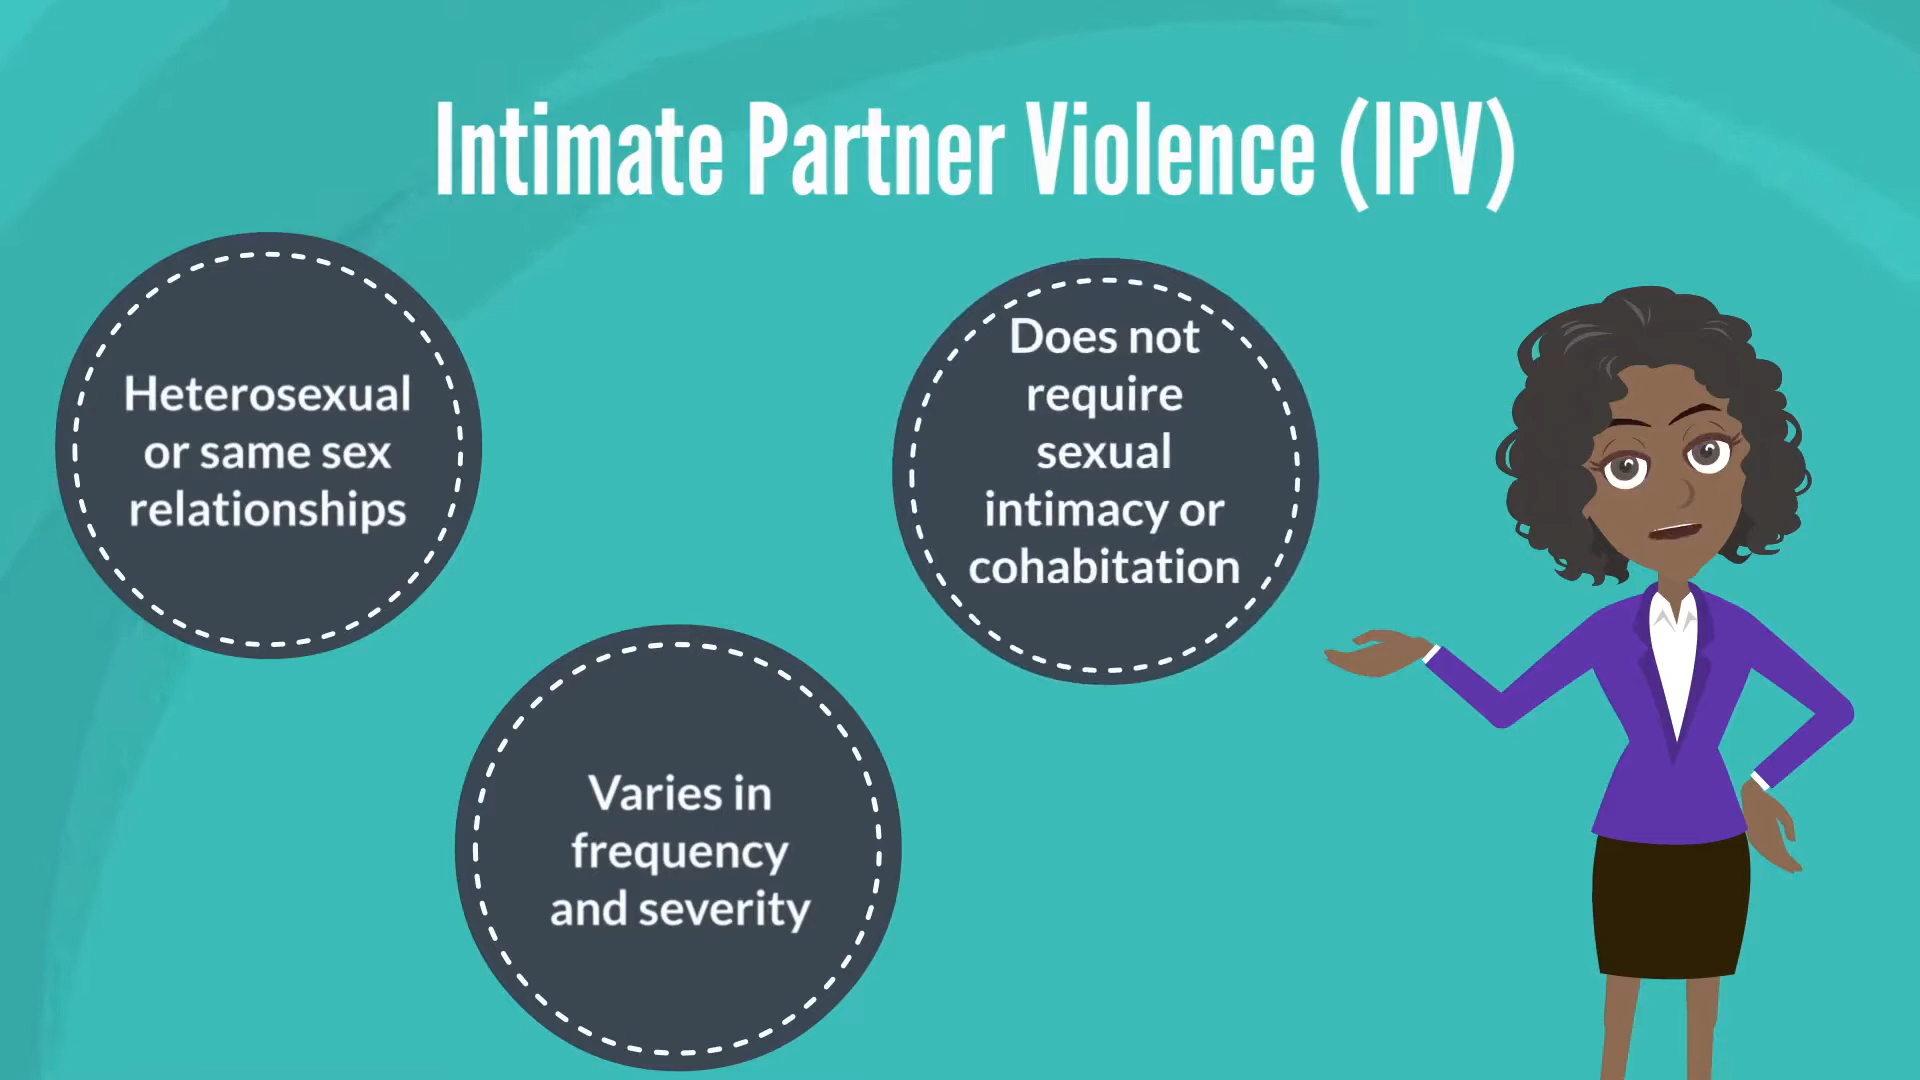 Intimate Partner Violence (IPV)
Heterosexual
or same sex
relationships
Does not
require
sexual
intimacy or
cohabitation
Varies in
frequency
and severity